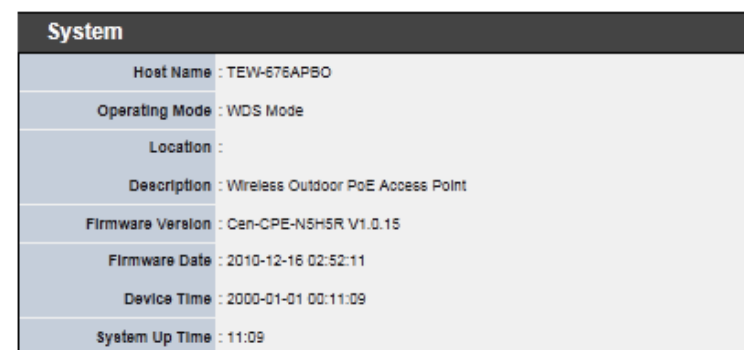 System
Host Name : TEW-676APBO
Operating Mode : WDS Mode
Location :
Description : Wireless Outdoor PoE Access Point
Firmware Version : Cen-CPE-N5H5R V1.0.15
Firmware Date : 2010-12-16 02:52:11
Device Time : 2000-01-01 00:11:09
System Up Time : 11:09